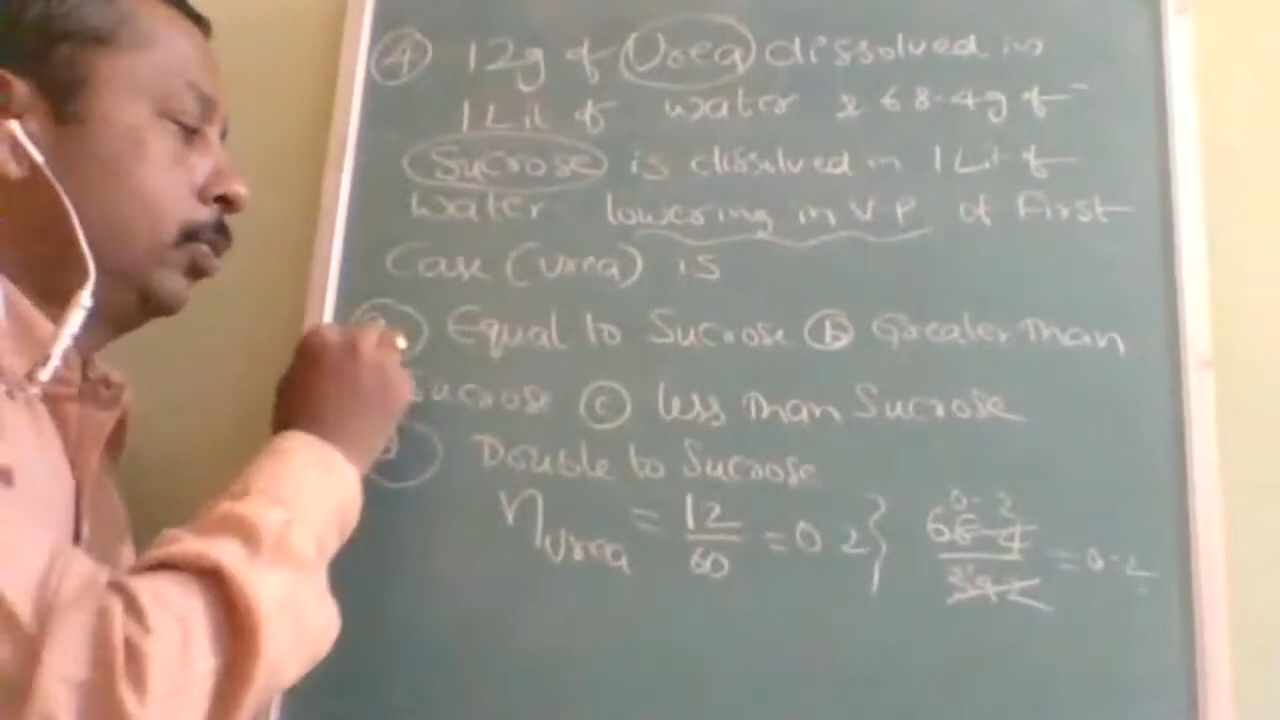 ④ 12g of Urea dissolved in
1 Lit of water & 68.4g of
Sucrose is dissolved in 1 Lit of
water lowering in V.P of First
Case (Urea) is
Equal to Sucrose ⓑ Greater Than
Sucrose ⓒ less Than Sucrose
Double to Sucrose
η Urea = 12/60 = 0.2 } 68.4/342 = 0.2
0.2